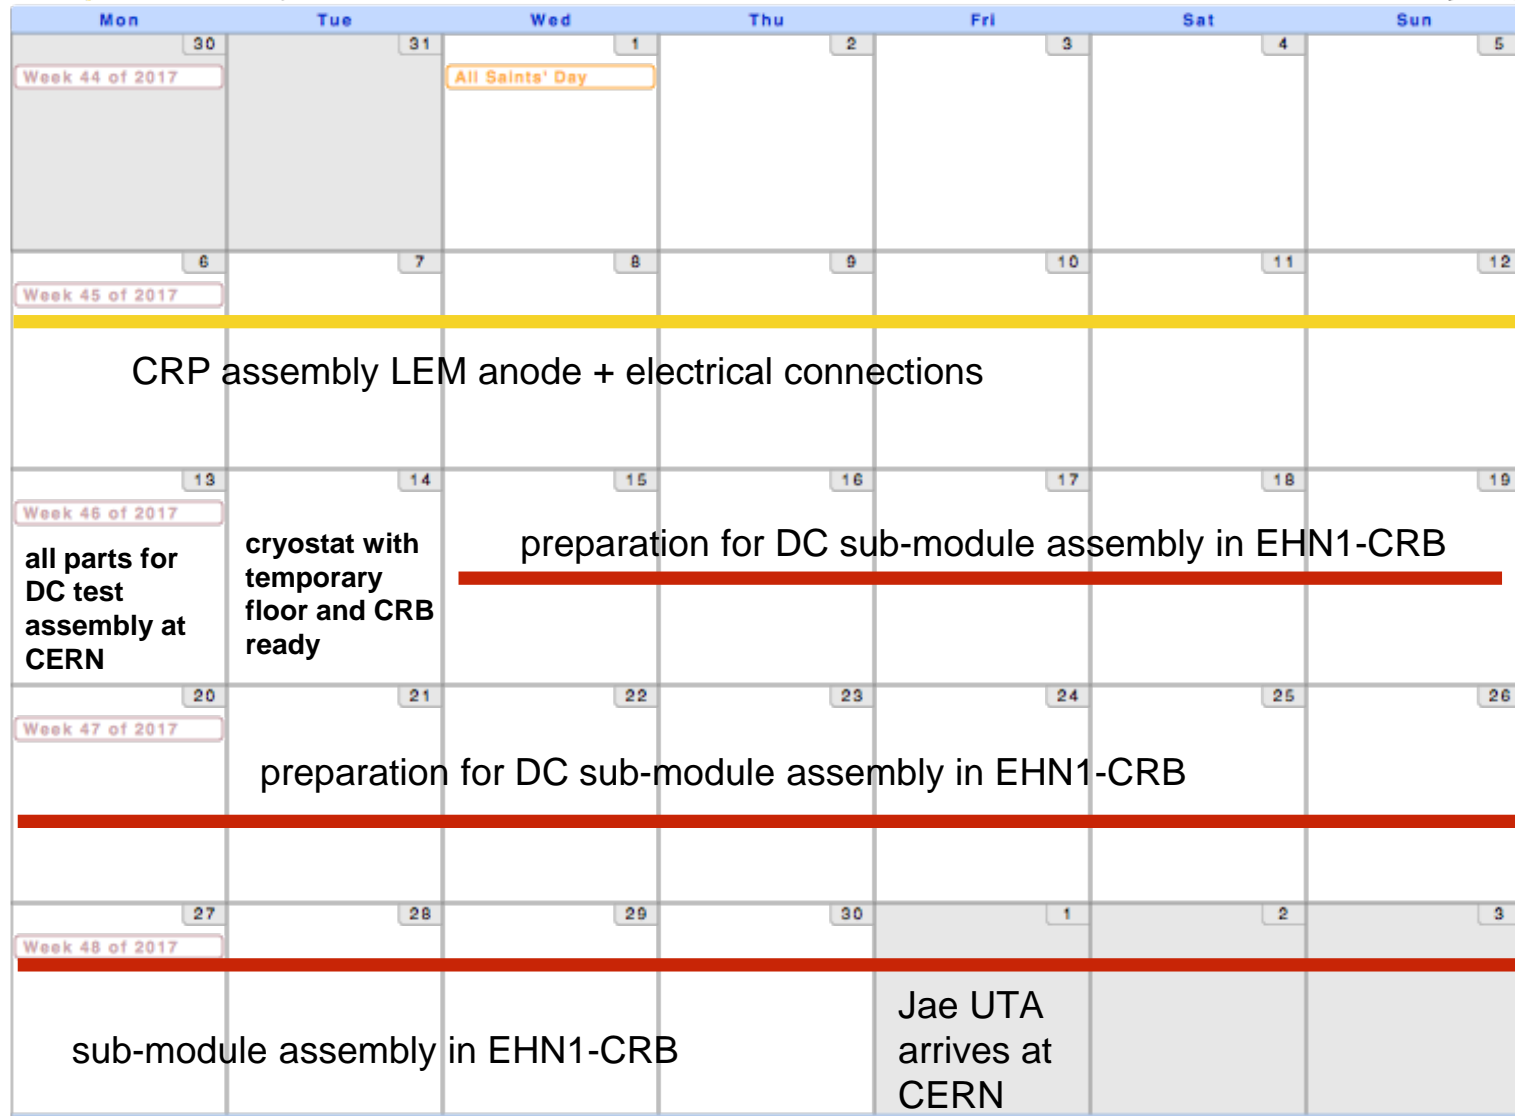 Mon Tue Wed Thu Fri Sat Sun
30 31 1 2 3 4 5
Week 44 of 2017 All Saints' Day
6 7 8 9 10 11 12
Week 45 of 2017
CRP assembly LEM anode + electrical connections
13 14 15 16 17 18 19
Week 46 of 2017
all parts for
DC test
assembly at
CERN
cryostat with
temporary
floor and CRB
ready
preparation for DC sub-module assembly in EHN1-CRB
20 21 22 23 24 25 26
Week 47 of 2017
preparation for DC sub-module assembly in EHN1-CRB
27 28 29 30 1 2 3
Week 48 of 2017
sub-module assembly in EHN1-CRB
Jae UTA
arrives at
CERN